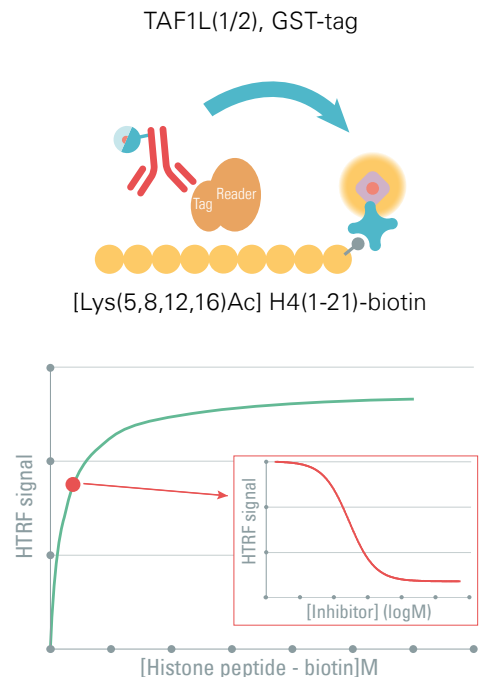 TAF1L(1/2), GST-tag
Reader
Tag
[Lys(5,8,12,16)Ac] H4(1-21)-biotin
HTRF signal
HTRF signal
[Inhibitor] (logM)
[Histone peptide - biotin]M